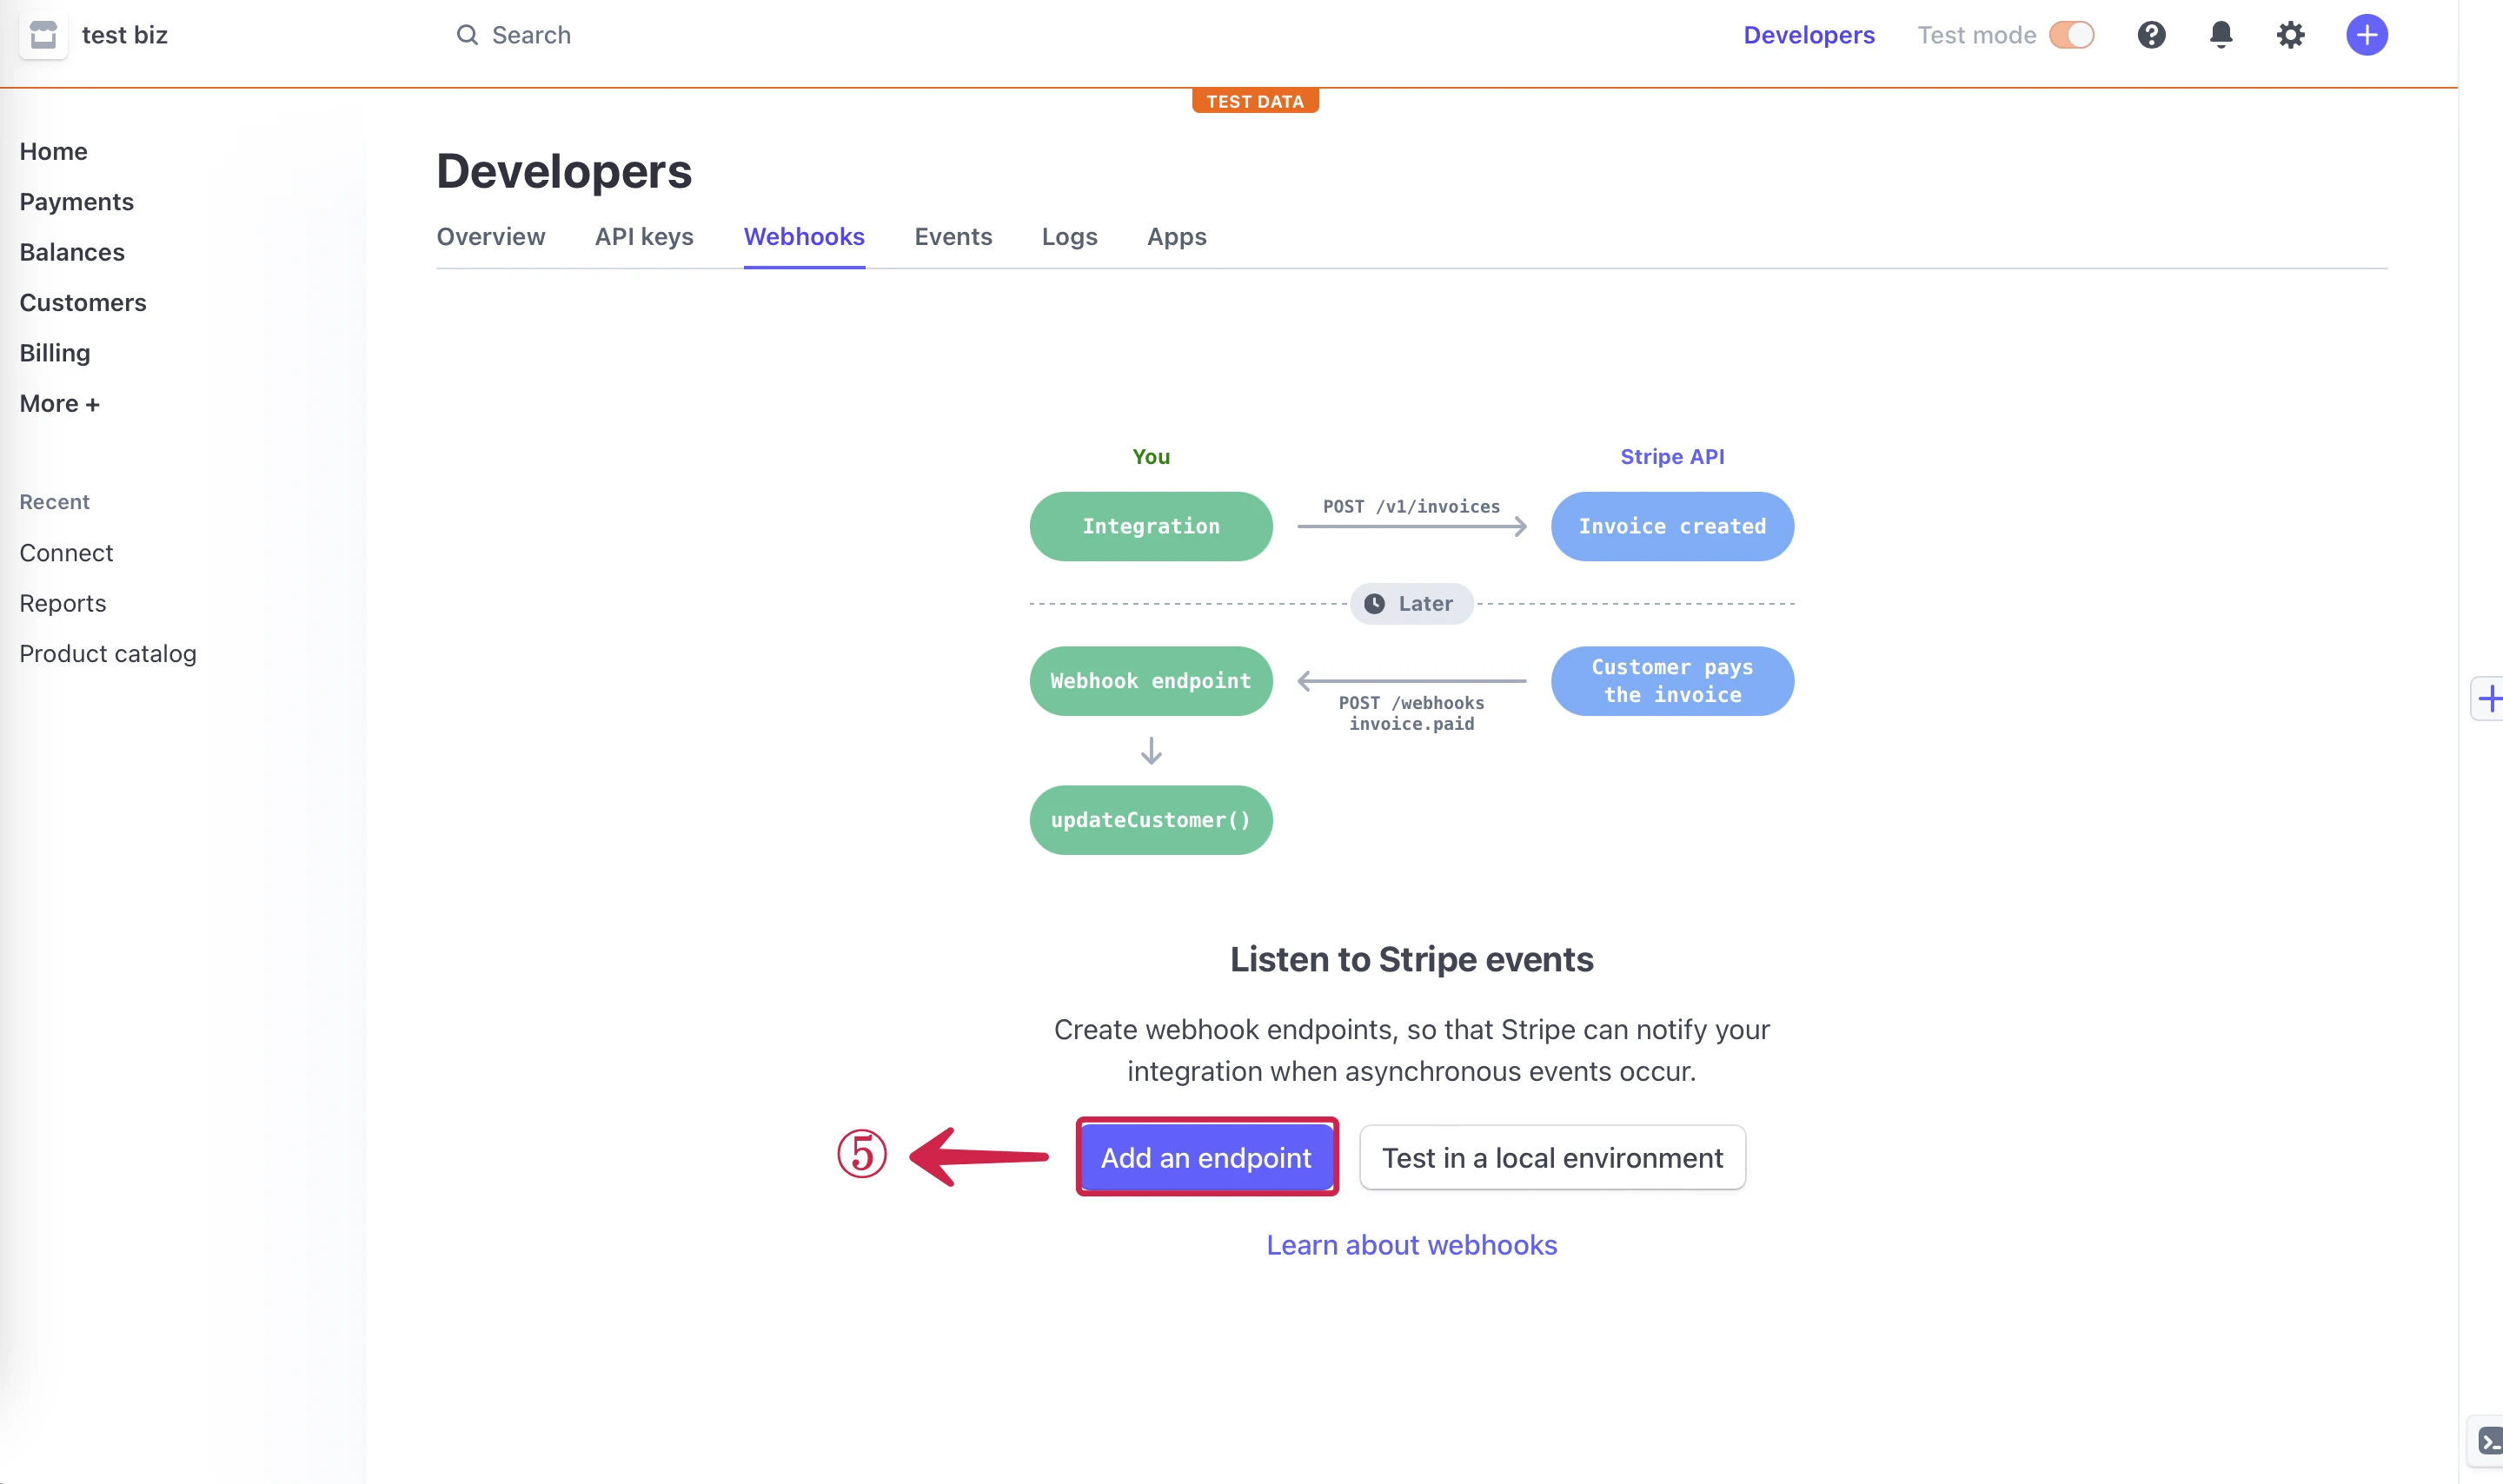 test biz
Search
Developers
Test mode
TEST DATA
Home
Payments
Balances
Customers
Billing
More +
Recent
Connect
Reports
Product catalog
Developers
Overview API keys Webhooks Events Logs Apps
You
Stripe API
Integration
POST /v1/invoices
Invoice created
Later
Webhook endpoint
POST /webhooks
invoice.paid
Customer pays
the invoice
updateCustomer()
Listen to Stripe events
Create webhook endpoints, so that Stripe can notify your
integration when asynchronous events occur.
⑤
Add an endpoint
Test in a local environment
Learn about webhooks